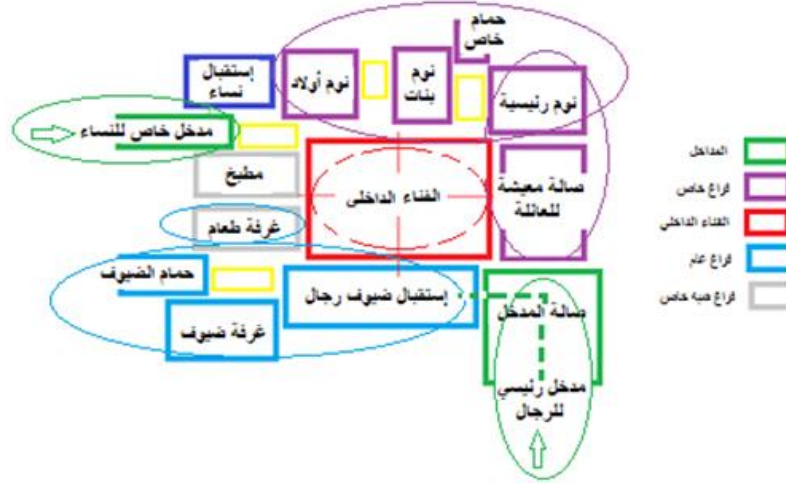 حمام
خاص
إستقبال
نساء
نوم أولاد
نوم
بنات
نوم رئيسية
مدخل خاص للنساء
مطبخ
الفناء الداخلى
صالة معيشة
للعائلة
غرفة طعام
حمام الضيوف
إستقبال ضيوف رجال
صالة المدخل
غرفة ضيوف
مدخل رئيسي
للرجال
المداخل
فراغ خاص
الفناء الداخلي
فراغ عام
فراغ شبه خاص